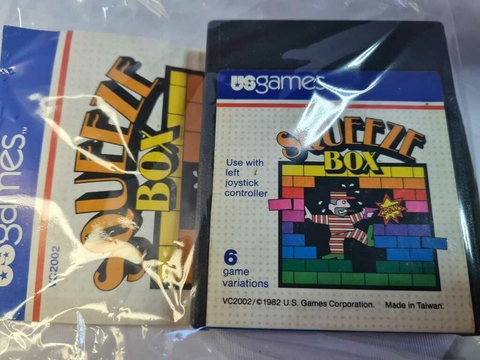 usgames™
SQUEEZE
BOX
VC2002
usgames
SQUEEZE
BOX
Use with
left
joystick
controller
6
game
variations
VC2002/©1982 U.S. Games Corporation. Made in Taiwan.